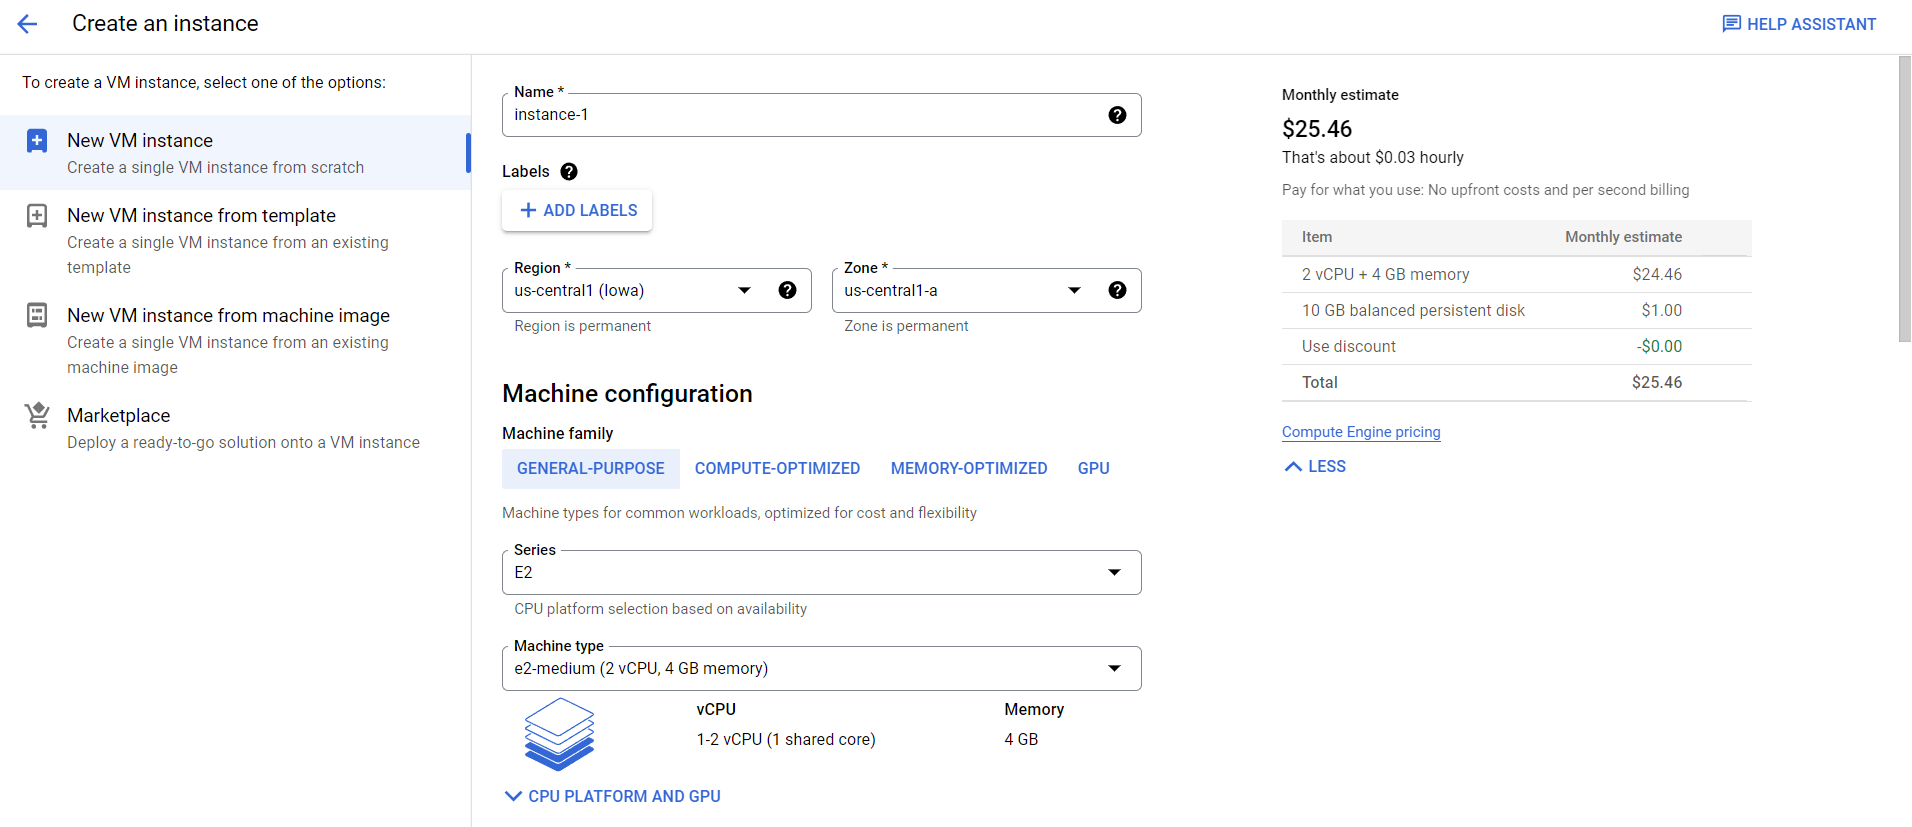 Create an instance
HELP ASSISTANT
To create a VM instance, select one of the options:
New VM instance
Create a single VM instance from scratch
New VM instance from template
Create a single VM instance from an existing
template
New VM instance from machine image
Create a single VM instance from an existing
machine image
Marketplace
Deploy a ready-to-go solution onto a VM instance
Name *
instance-1
Labels
ADD LABELS
Region *
us-central1 (Iowa)
Region is permanent
Zone *
us-central1-a
Zone is permanent
Machine configuration
Machine family
GENERAL-PURPOSE COMPUTE-OPTIMIZED MEMORY-OPTIMIZED GPU
Machine types for common workloads, optimized for cost and flexibility
Series
E2
CPU platform selection based on availability
Machine type
e2-medium (2 vCPU, 4 GB memory)
vCPU Memory
1-2 vCPU (1 shared core) 4 GB
CPU PLATFORM AND GPU
Monthly estimate
$25.46
That's about $0.03 hourly
Pay for what you use: No upfront costs and per second billing
Item Monthly estimate
2 vCPU + 4 GB memory $24.46
10 GB balanced persistent disk $1.00
Use discount -$0.00
Total $25.46
Compute Engine pricing
LESS